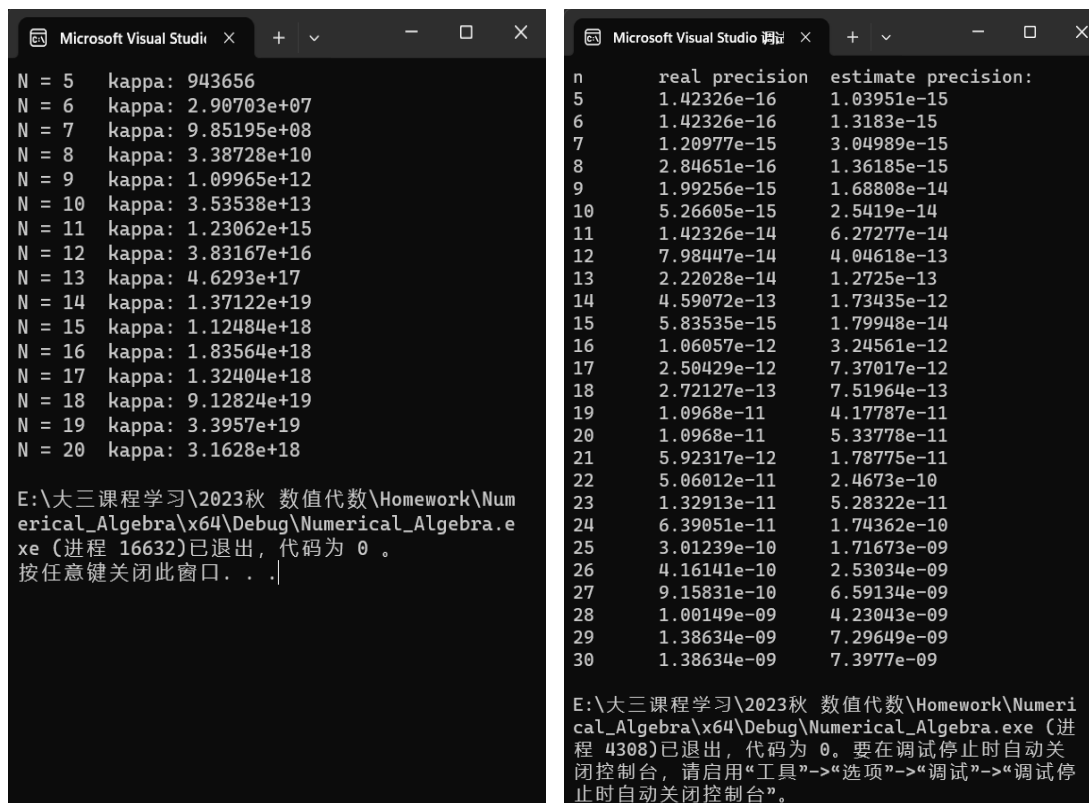 Microsoft Visual Studi
N = 5 kappa: 943656
N = 6 kappa: 2.90703e+07
N = 7 kappa: 9.85195e+08
N = 8 kappa: 3.38728e+10
N = 9 kappa: 1.09965e+12
N = 10 kappa: 3.53538e+13
N = 11 kappa: 1.23062e+15
N = 12 kappa: 3.83167e+16
N = 13 kappa: 4.6293e+17
N = 14 kappa: 1.37122e+19
N = 15 kappa: 1.12484e+18
N = 16 kappa: 1.83564e+18
N = 17 kappa: 1.32404e+18
N = 18 kappa: 9.12824e+19
N = 19 kappa: 3.3957e+19
N = 20 kappa: 3.1628e+18
E:\大三课程学习\2023秋 数值代数\Homework\Num
erical_Algebra\x64\Debug\Numerical_Algebra.e
xe (进程 16632)已退出，代码为 0 。
按任意键关闭此窗口. . .
Microsoft Visual Studio 调试
n real precision estimate precision:
5 1.42326e-16 1.03951e-15
6 1.42326e-16 1.3183e-15
7 1.20977e-15 3.04989e-15
8 2.84651e-16 1.36185e-15
9 1.99256e-15 1.68808e-14
10 5.26605e-15 2.5419e-14
11 1.42326e-14 6.27277e-14
12 7.98447e-14 4.04618e-13
13 2.22028e-14 1.2725e-13
14 4.59072e-13 1.73435e-12
15 5.83535e-15 1.79948e-14
16 1.06057e-12 3.24561e-12
17 2.50429e-12 7.37017e-12
18 2.72127e-13 7.51964e-13
19 1.0968e-11 4.17787e-11
20 1.0968e-11 5.33778e-11
21 5.92317e-12 1.78775e-11
22 5.06012e-11 2.4673e-10
23 1.32913e-11 5.28322e-11
24 6.39051e-11 1.74362e-10
25 3.01239e-10 1.71673e-09
26 4.16141e-10 2.53034e-09
27 9.15831e-10 6.59134e-09
28 1.00149e-09 4.23043e-09
29 1.38634e-09 7.29649e-09
30 1.38634e-09 7.3977e-09
E:\大三课程学习\2023秋 数值代数\Homework\Numeri
cal_Algebra\x64\Debug\Numerical_Algebra.exe (进
程 4308)已退出，代码为 0。要在调试停止时自动关
闭控制台，请启用“工具”->“选项”->“调试”->“调试停
止时自动关闭控制台”。